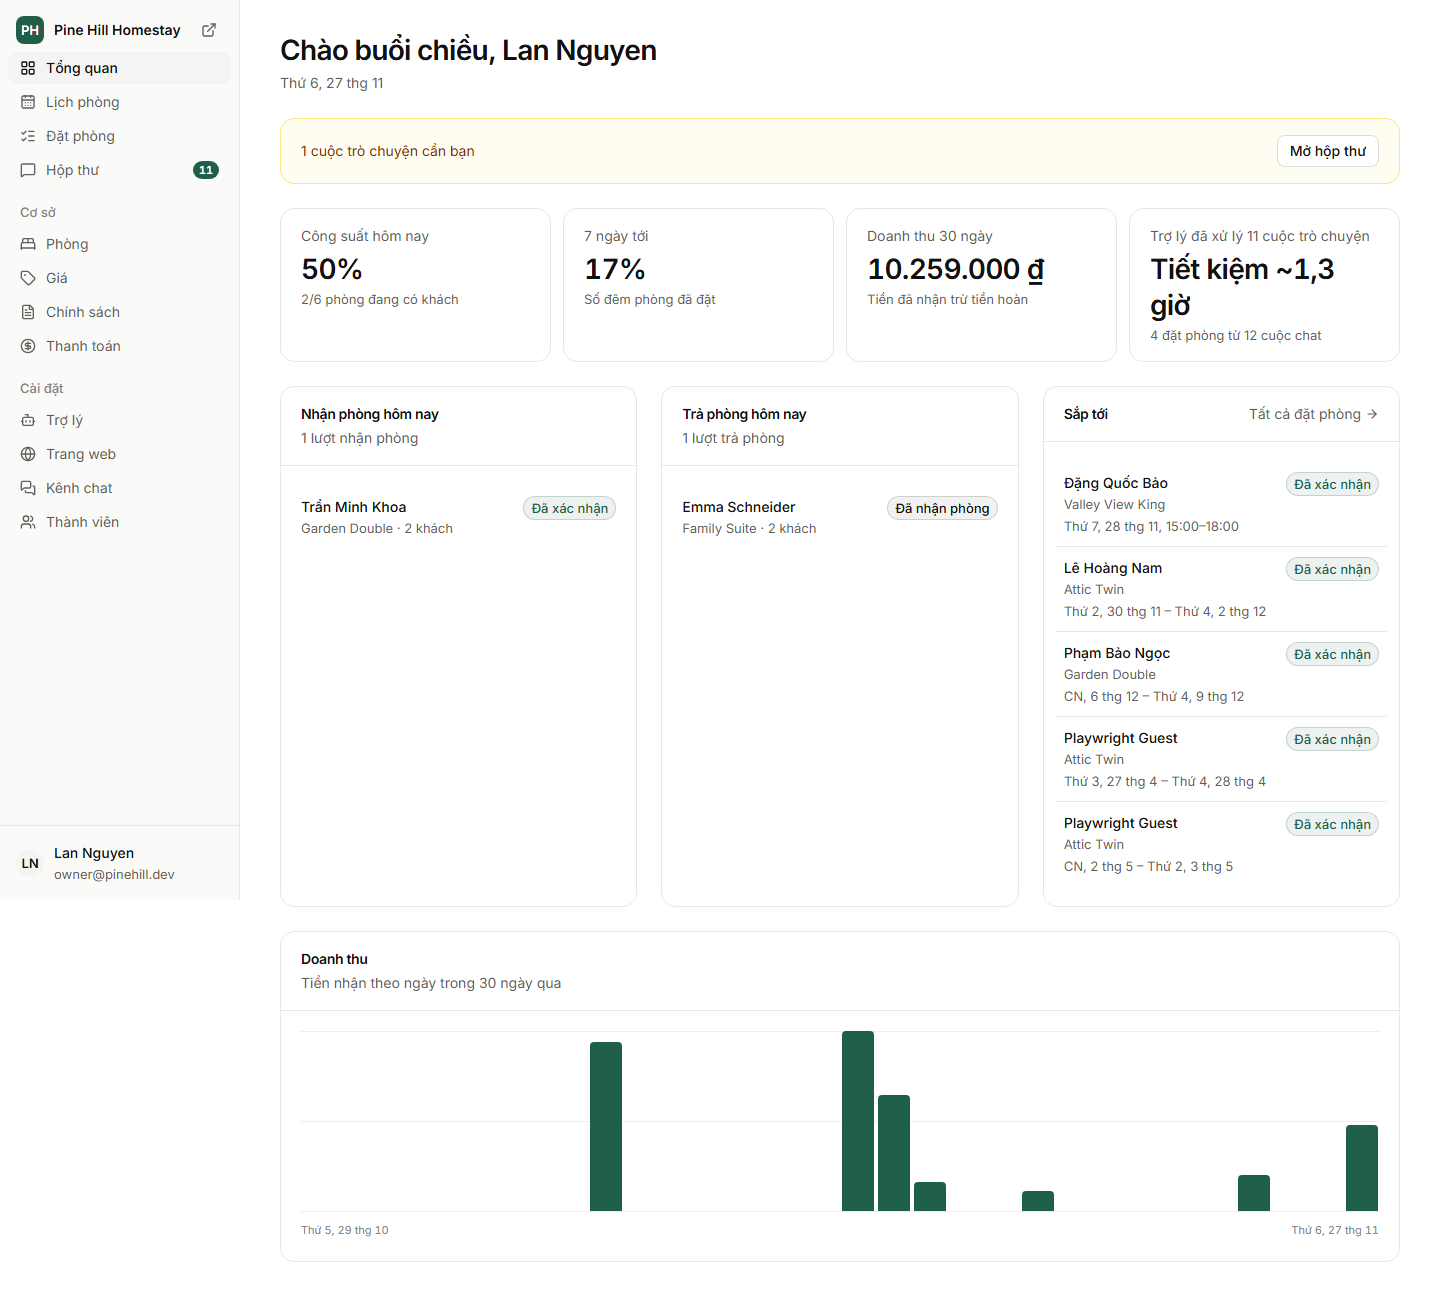 PH
Pine Hill Homestay
Tổng quan
Lịch phòng
Đặt phòng
Hộp thư 11
Cơ sở
Phòng
Giá
Chính sách
Thanh toán
Cài đặt
Trợ lý
Trang web
Kênh chat
Thành viên
LN
Lan Nguyen
owner@pinehill.dev
Chào buổi chiều, Lan Nguyen
Thứ 6, 27 thg 11
1 cuộc trò chuyện cần bạn
Mở hộp thư
Công suất hôm nay
50%
2/6 phòng đang có khách
7 ngày tới
17%
Số đêm phòng đã đặt
Doanh thu 30 ngày
10.259.000 ₫
Tiền đã nhận trừ tiền hoàn
Trợ lý đã xử lý 11 cuộc trò chuyện
Tiết kiệm ~1,3
giờ
4 đặt phòng từ 12 cuộc chat
Nhận phòng hôm nay
1 lượt nhận phòng
Trần Minh Khoa
Đã xác nhận
Garden Double · 2 khách
Trả phòng hôm nay
1 lượt trả phòng
Emma Schneider
Đã nhận phòng
Family Suite · 2 khách
Sắp tới
Tất cả đặt phòng →
Đặng Quốc Bảo
Đã xác nhận
Valley View King
Thứ 7, 28 thg 11, 15:00–18:00
Lê Hoàng Nam
Đã xác nhận
Attic Twin
Thứ 2, 30 thg 11 – Thứ 4, 2 thg 12
Phạm Bảo Ngọc
Đã xác nhận
Garden Double
CN, 6 thg 12 – Thứ 4, 9 thg 12
Playwright Guest
Đã xác nhận
Attic Twin
Thứ 3, 27 thg 4 – Thứ 4, 28 thg 4
Playwright Guest
Đã xác nhận
Attic Twin
CN, 2 thg 5 – Thứ 2, 3 thg 5
Doanh thu
Tiền nhận theo ngày trong 30 ngày qua
Thứ 5, 29 thg 10
Thứ 6, 27 thg 11